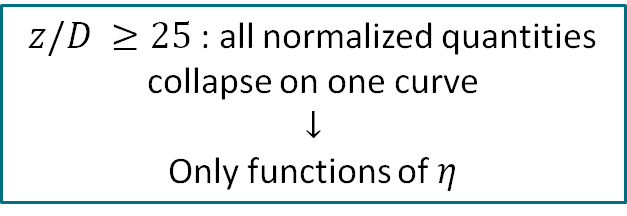 z/D ≥ 25 : all normalized quantities
collapse on one curve
↓
Only functions of η